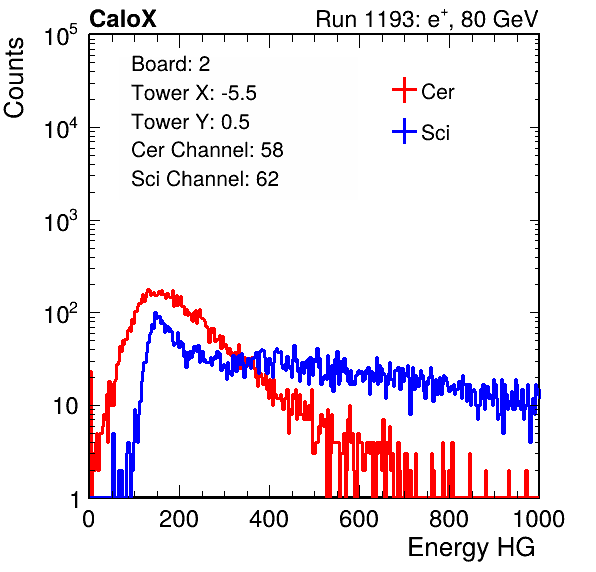 CaloX Run 1193: e⁺, 80 GeV
Counts
Board: 2
Tower X: -5.5
Tower Y: 0.5
Cer Channel: 58
Sci Channel: 62
Cer
Sci
10⁵
10⁴
10³
10²
10
1
0 200 400 600 800 1000
Energy HG